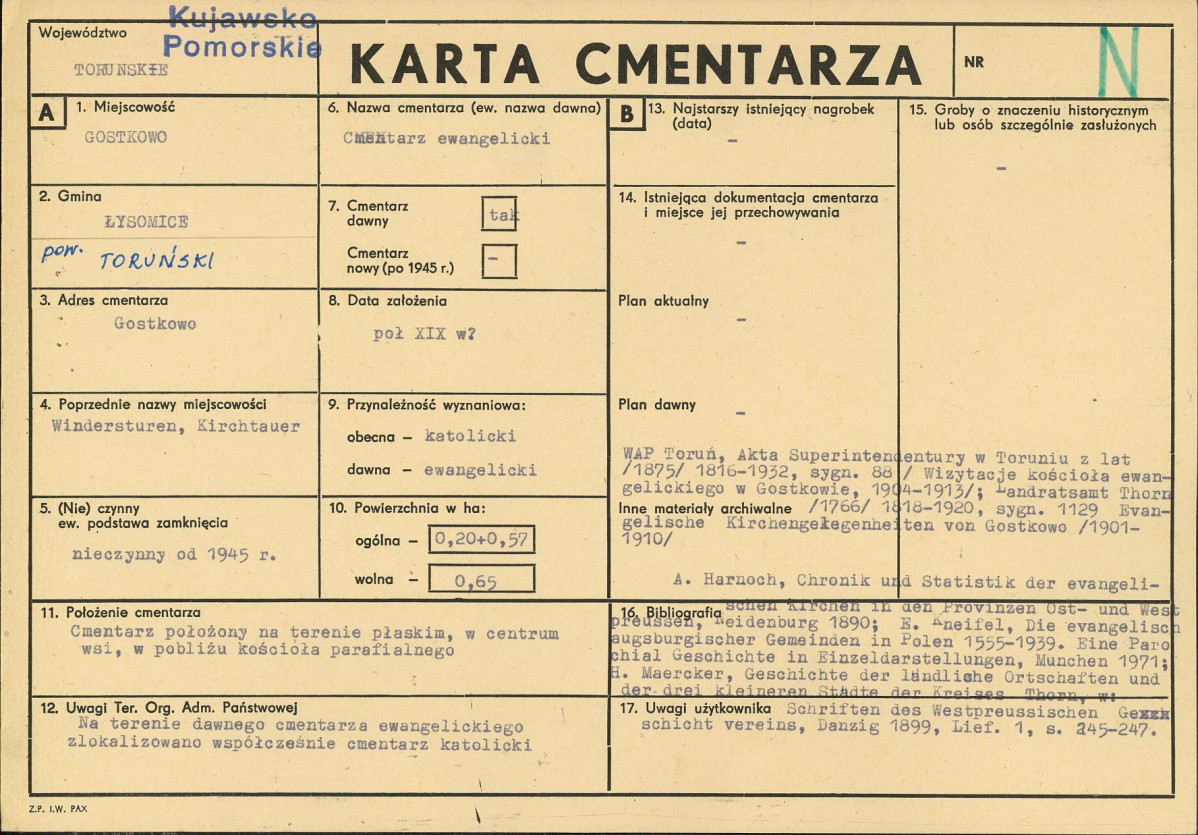 Kujawsko
Pomorskie
Województwo
TORUNSKIE
KARTA CMENTARZA
NR
N
A
1. Miejscowość
GOSTKOWO
2. Gmina
ŁYSOMICE
pow. TORUŃSKI
3. Adres cmentarza
Gostkowo
4. Poprzednie nazwy miejscowości
Windersturen, Kirchtauer
5. (Nie) czynny
ew. podstawa zamknięcia
nieczynny od 1945 r.
6. Nazwa cmentarza (ew. nazwa dawna)
Cmentarz ewangelicki
7. Cmentarz
dawny
tak
Cmentarz
nowy (po 1945 r.)
–
8. Data założenia
poł XIX w?
9. Przynależność wyznaniowa:
obecna – katolicki
dawna – ewangelicki
10. Powierzchnia w ha:
ogólna – 0,20+0,57
wolna – 0,65
11. Położenie cmentarza
Cmentarz położony na terenie płaskim, w centrum
wsi, w pobliżu kościoła parafialnego
12. Uwagi Ter. Org. Adm. Państwowej
Na terenie dawnego cmentarza ewangelickiego
zlokalizowano współcześnie cmentarz katolicki
B
13. Najstarszy istniejący nagrobek
(data)
–
14. Istniejąca dokumentacja cmentarza
i miejsce jej przechowywania
–
Plan aktualny
–
Plan dawny
–
15. Groby o znaczeniu historycznym
lub osób szczególnie zasłużonych
–
WAP Toruń, Akta Superintendentury w Toruniu z lat
/1875/ 1816-1932, sygn. 88 / Wizytacje kościoła ewan-
gelickiego w Gostkowie, 1904-1913/; Landratsamt Thorn
Inne materiały archiwalne /1766/ 1818-1920, sygn. 1129 Evan-
gelische Kirchengelegenheiten von Gostkowo /1901-
1910/
A. Harnoch, Chronik und Statistik der evangeli-
schen Kirchen in den Provinzen Ost- und West
16. Bibliografia
preussen, Neidenburg 1890; E. Kneifel, Die evangelisch
augsburgischer Gemeinden in Polen 1555-1939. Eine Paro
chial Geschichte in Einzeldarstellungen, Munchen 1971;
H. Maercker, Geschichte der ländliche Ortschaften und
der drei kleineren Städte der Kreises Thorn, w:
17. Uwagi użytkownika Schriften des Westpreussischen Ge
schicht vereins, Danzig 1899, Lief. 1, s. 245-247.
Z.P. I.W. PAX